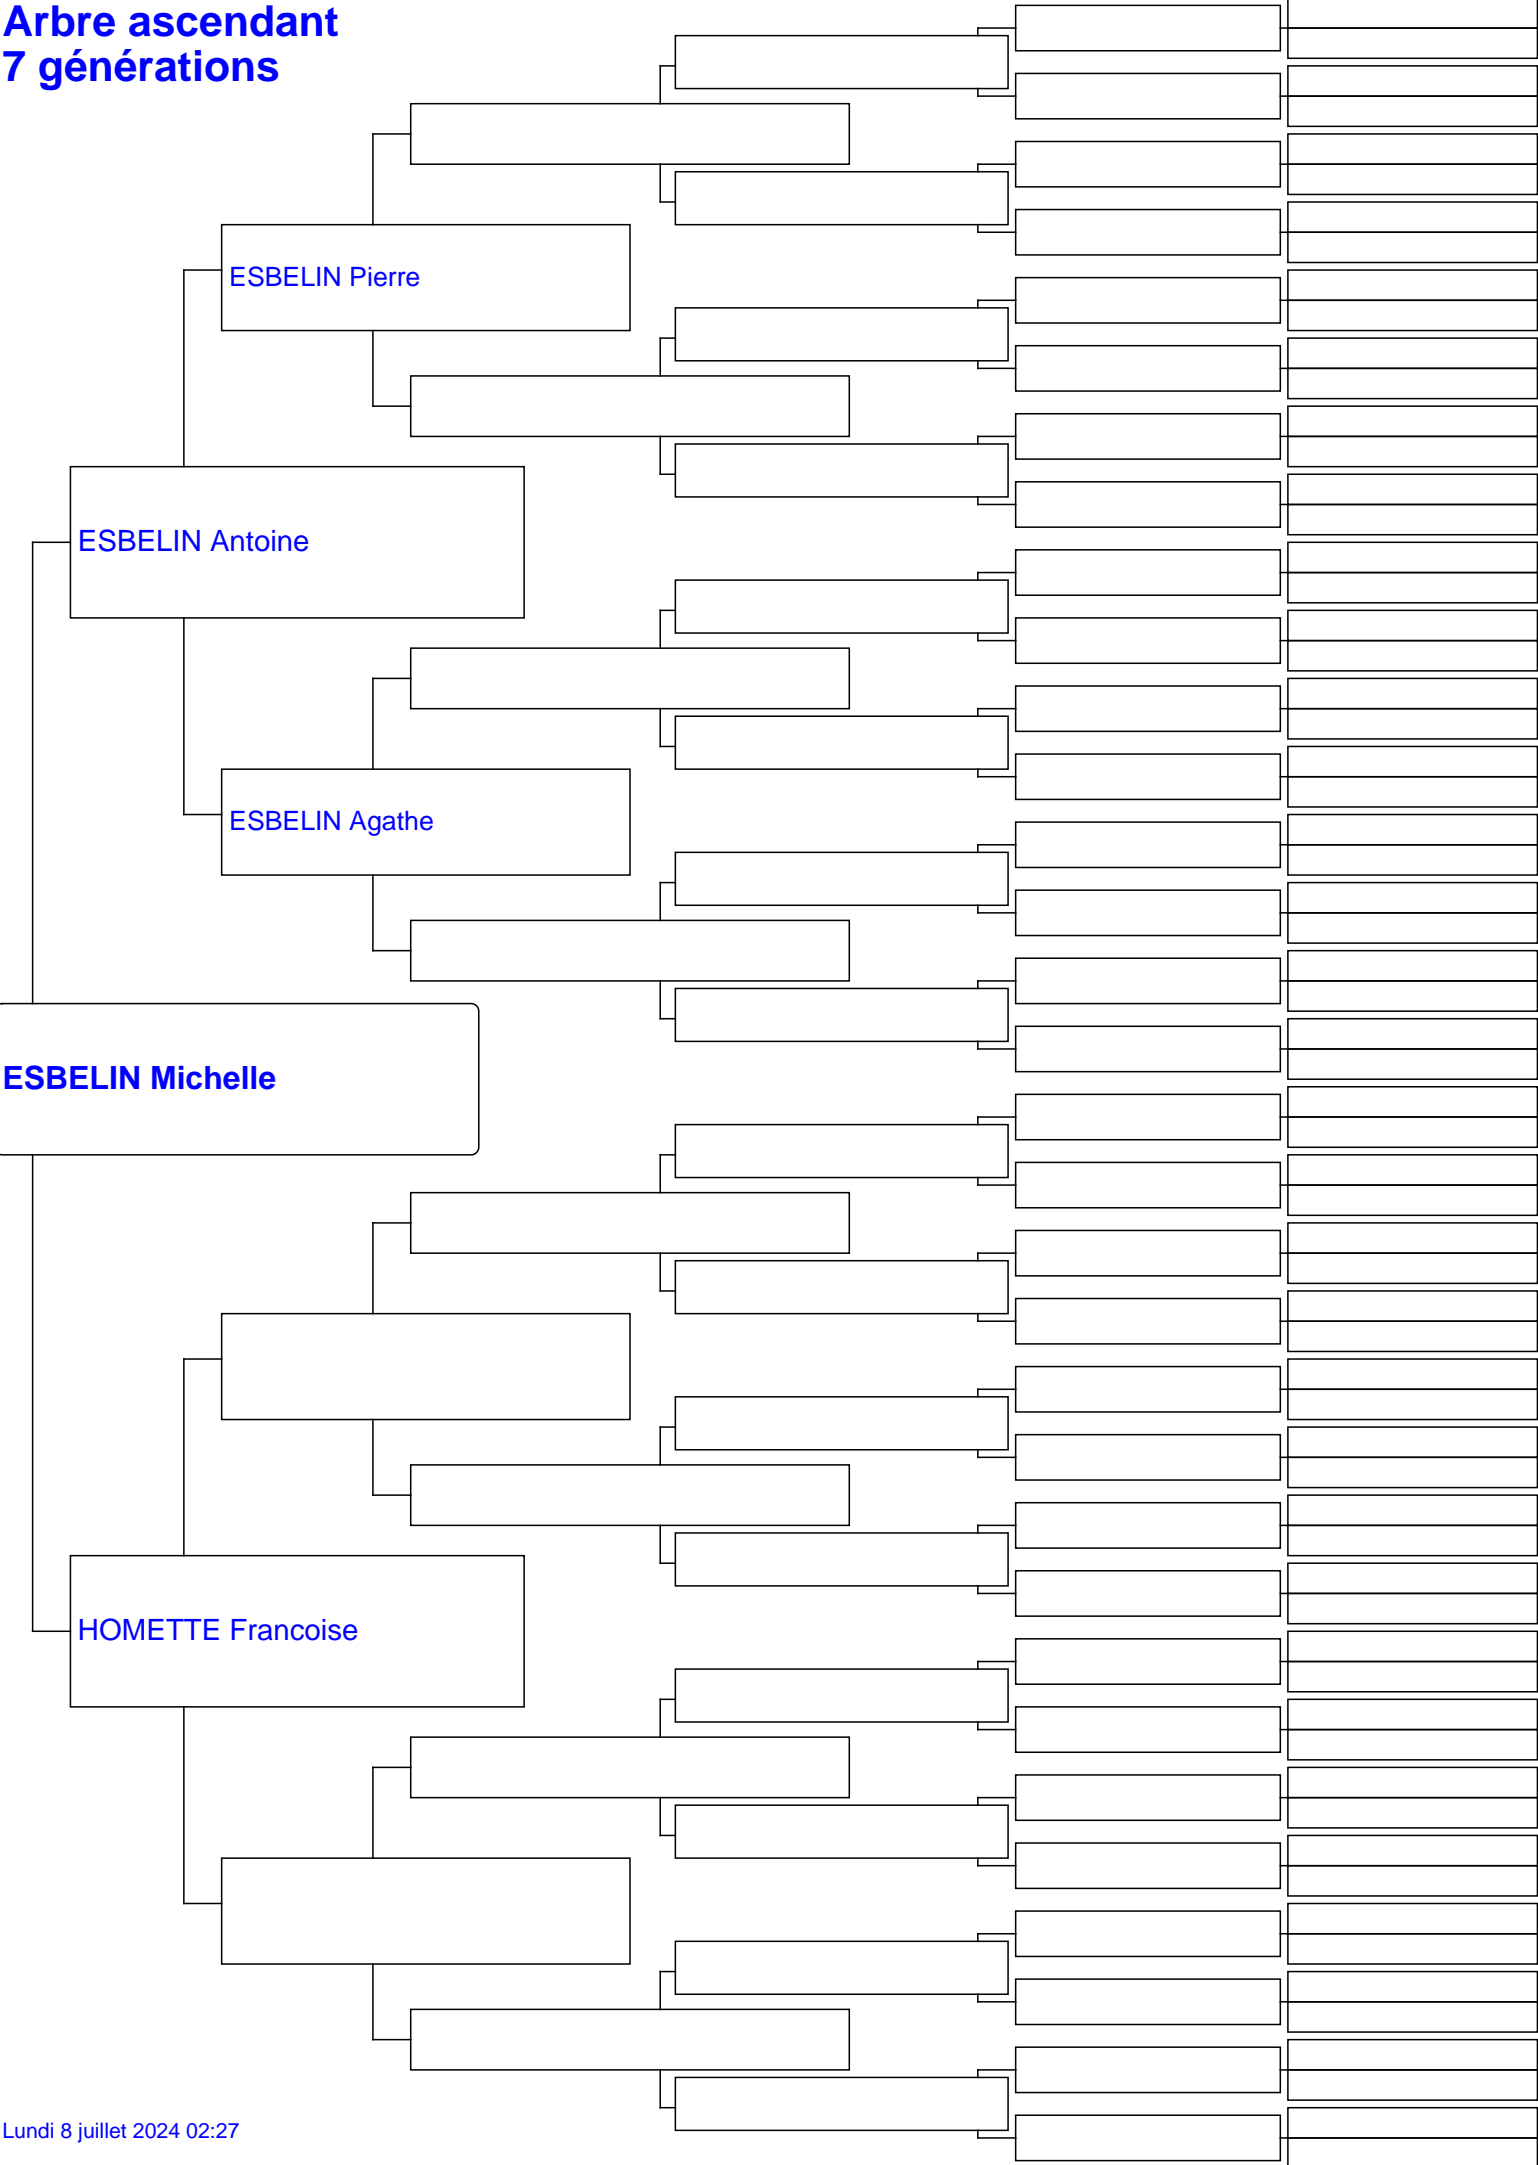 Arbre ascendant
7 générations
ESBELIN Pierre
ESBELIN Antoine
ESBELIN Agathe
ESBELIN Michelle
HOMETTE Francoise
Lundi 8 juillet 2024 02:27